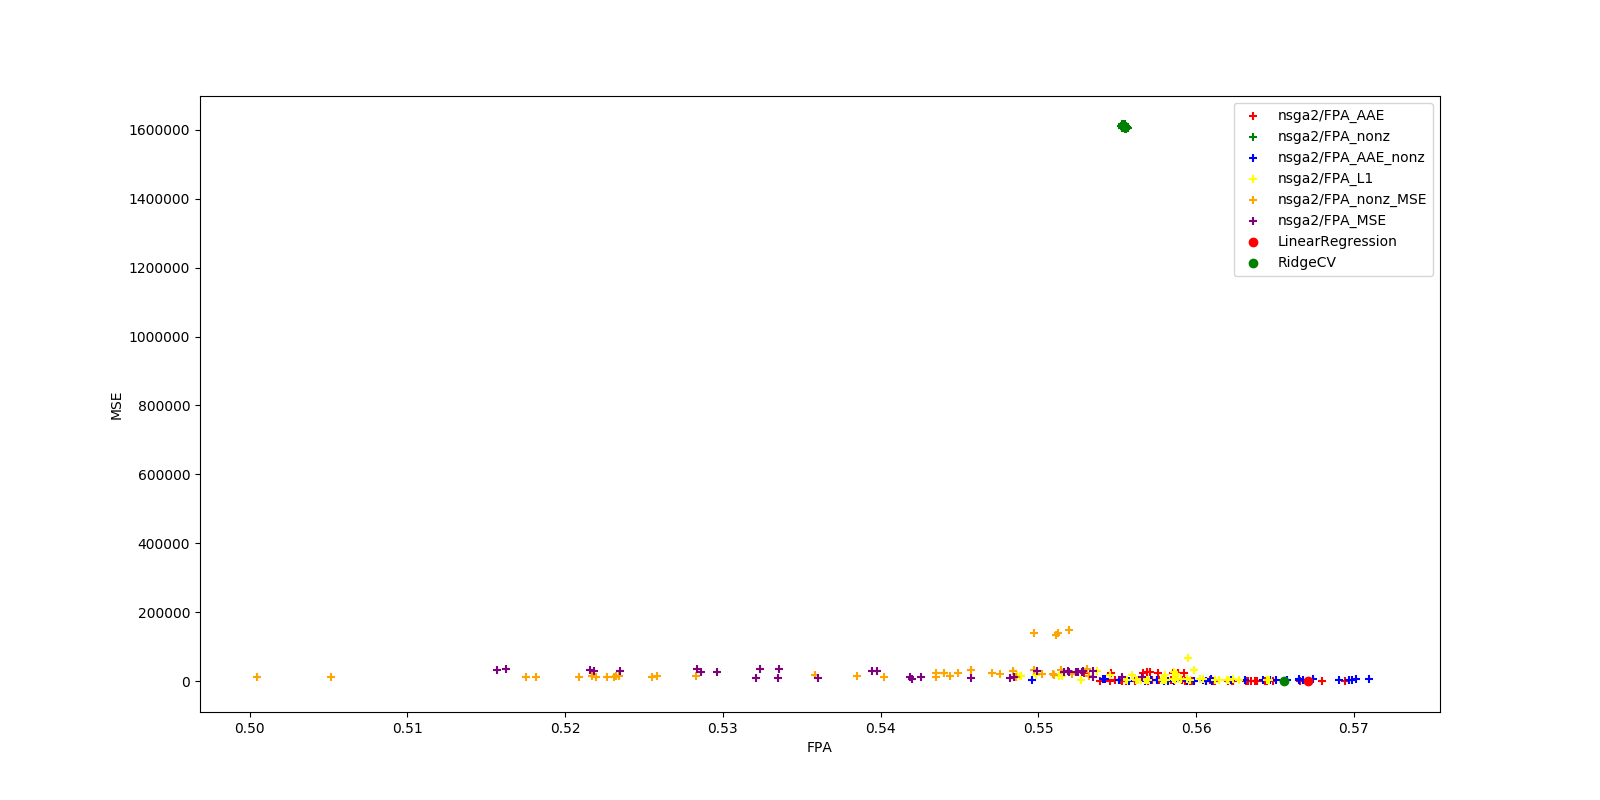 1600000
1400000
1200000
1000000
800000
600000
400000
200000
0
MSE
0.50 0.51 0.52 0.53 0.54 0.55 0.56 0.57
FPA
nsga2/FPA_AAE
nsga2/FPA_nonz
nsga2/FPA_AAE_nonz
nsga2/FPA_L1
nsga2/FPA_nonz_MSE
nsga2/FPA_MSE
LinearRegression
RidgeCV